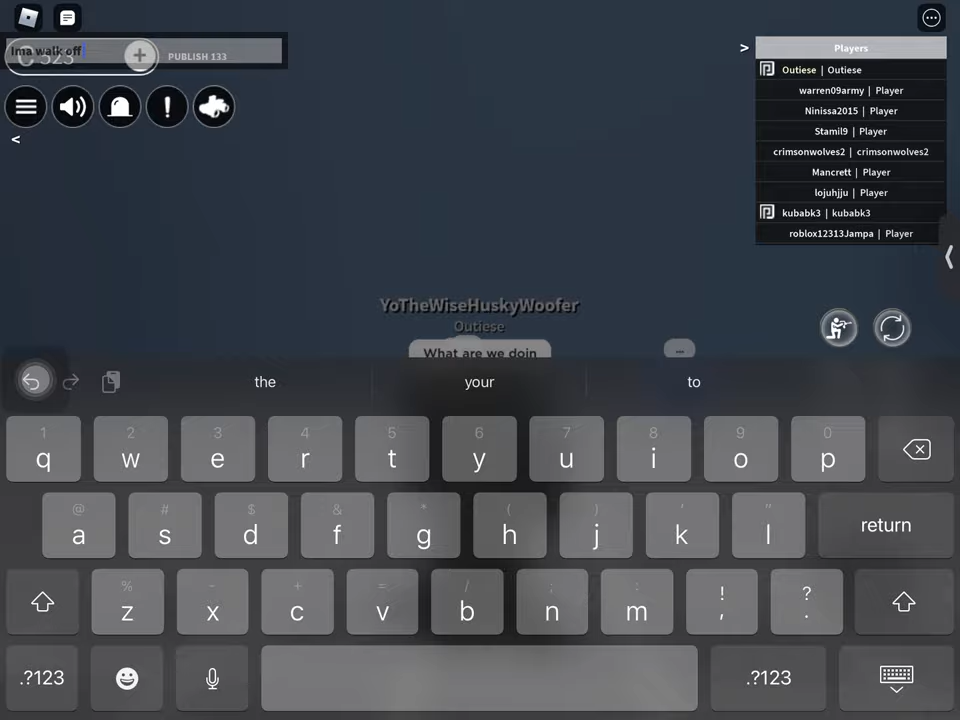 Ima walk off
C 523
PUBLISH 133
>
Players
Outiese | Outiese
warren09army | Player
Ninissa2015 | Player
Stamil9 | Player
crimsonwolves2 | crimsonwolves2
Mancrett | Player
lojuhjju | Player
kubabk3 | kubabk3
roblox12313Jampa | Player
<
YoTheWiseHuskyWoofer
Outiese
What are we doin
the your to
1 2 3 4 5 6 7 8 9 0
q w e r t y u i o p
@ # $ & * ( ) ' "
a s d f g h j k l return
% - + = / ; : ! ?
z x c v b n m , .
.?123 .?123